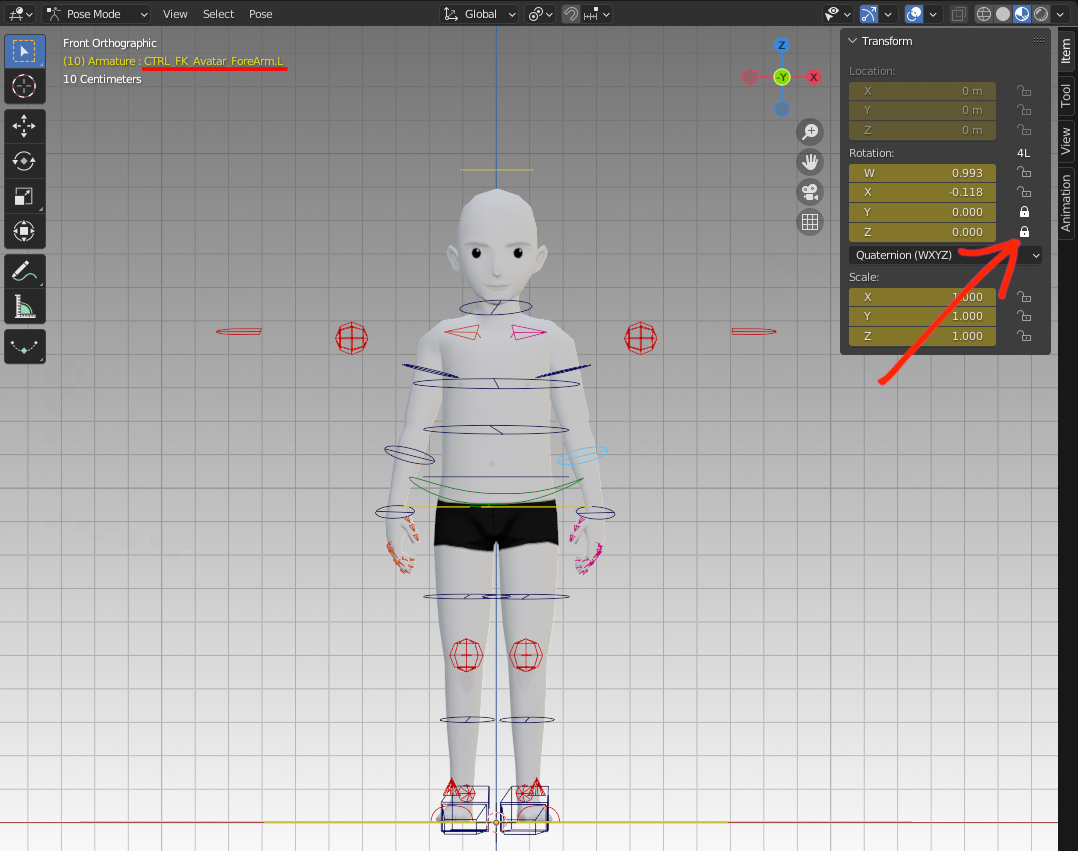 Pose Mode View Select Pose Global
Front Orthographic
(10) Armature : CTRL_FK_Avatar_ForeArm.L
10 Centimeters
Z
-Y
X
Transform
Location:
X 0 m
Y 0 m
Z 0 m
Rotation: 4L
W 0.993
X -0.118
Y 0.000
Z 0.000
Quaternion (WXYZ)
Scale:
X 1.000
Y 1.000
Z 1.000
Item
Tool
View
Animation